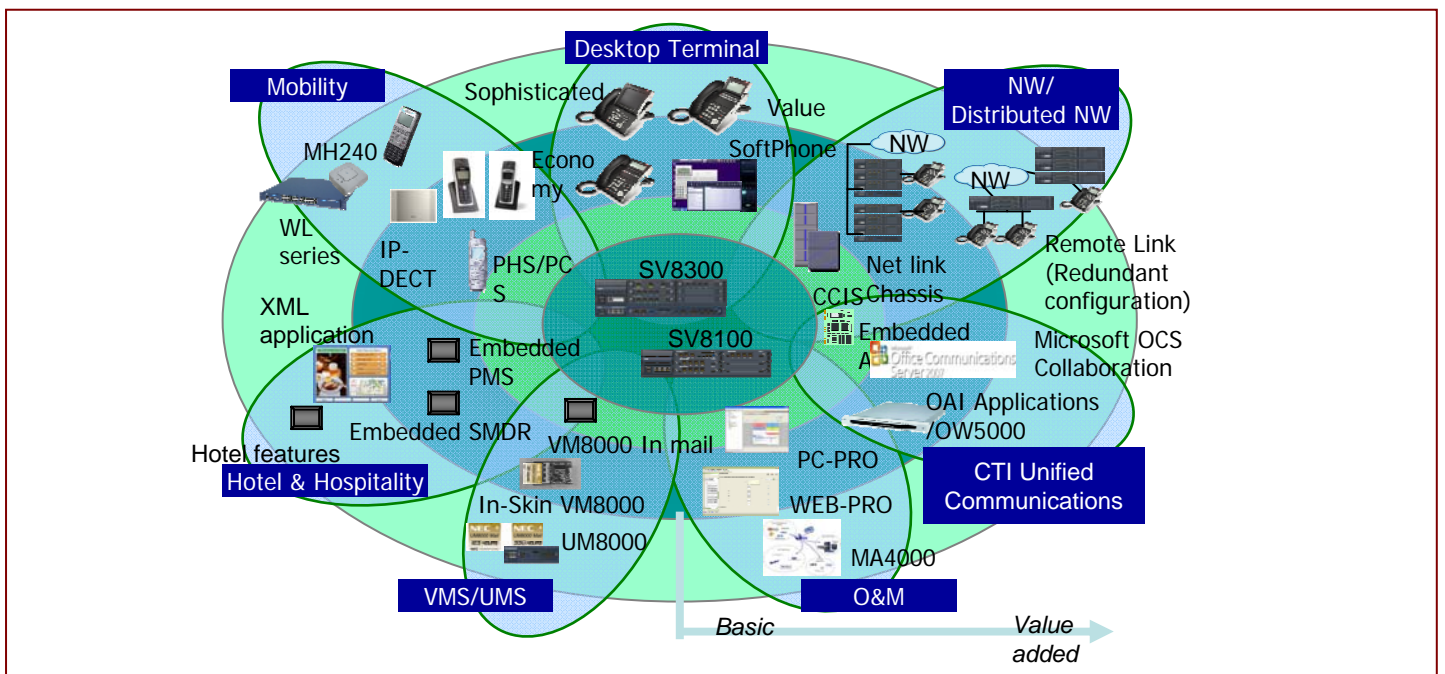 Desktop Terminal
Mobility
NW/
Distributed NW
Sophisticated
Value
MH240
Econo
my
SoftPhone
NW
NW
WL
series
IP-
DECT
PHS/PC
S
SV8300
Net link
Chassis
CCIS
Remote Link
(Redundant
configuration)
XML
application
Embedded
PMS
SV8100
Embedded
A
Office Communications
Server 2007
Microsoft OCS
Collaboration
Embedded SMDR
OAI Applications
/OW5000
Hotel features
VM8000 In mail
PC-PRO
Hotel & Hospitality
CTI Unified
Communications
In-Skin VM8000
WEB-PRO
NEC
NEC
UM8000
MA4000
VMS/UMS
O&M
Basic
Value
added